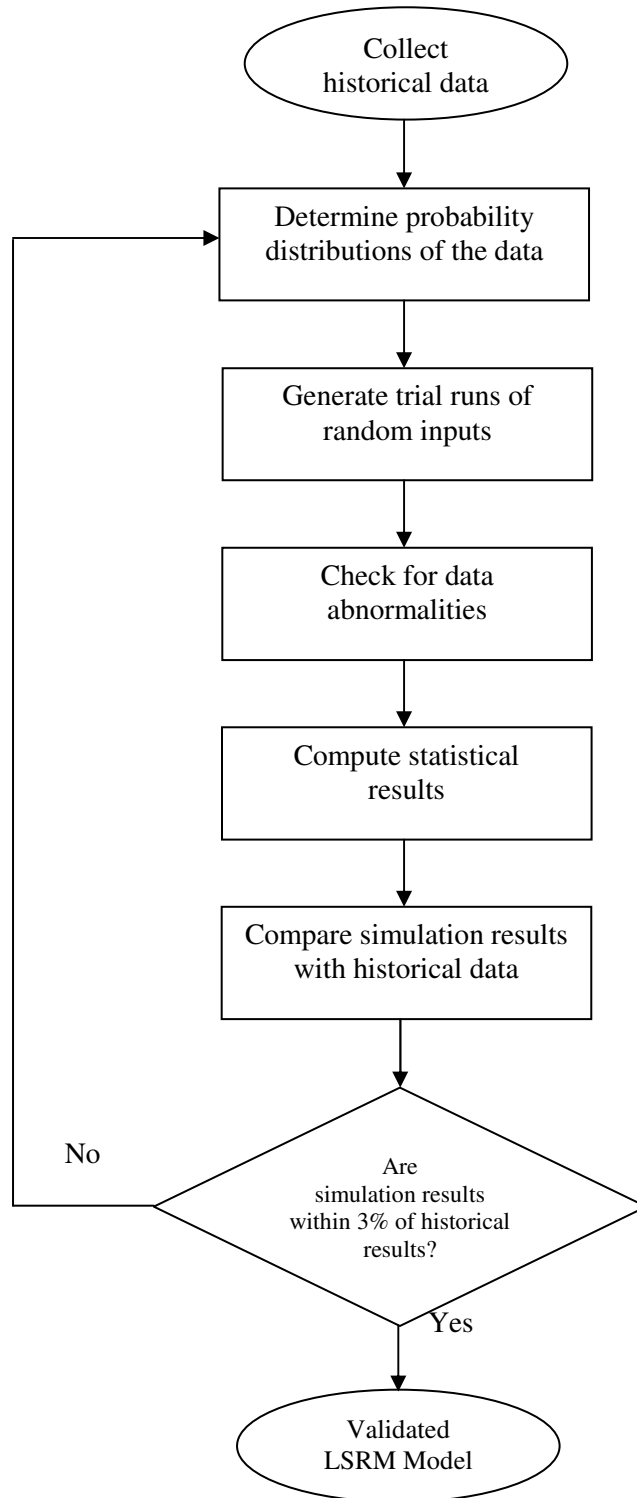 Collect
historical data
Determine probability
distributions of the data
Generate trial runs of
random inputs
Check for data
abnormalities
Compute statistical
results
Compare simulation results
with historical data
No
Are
simulation results
within 3% of historical
results?
Yes
Validated
LSRM Model